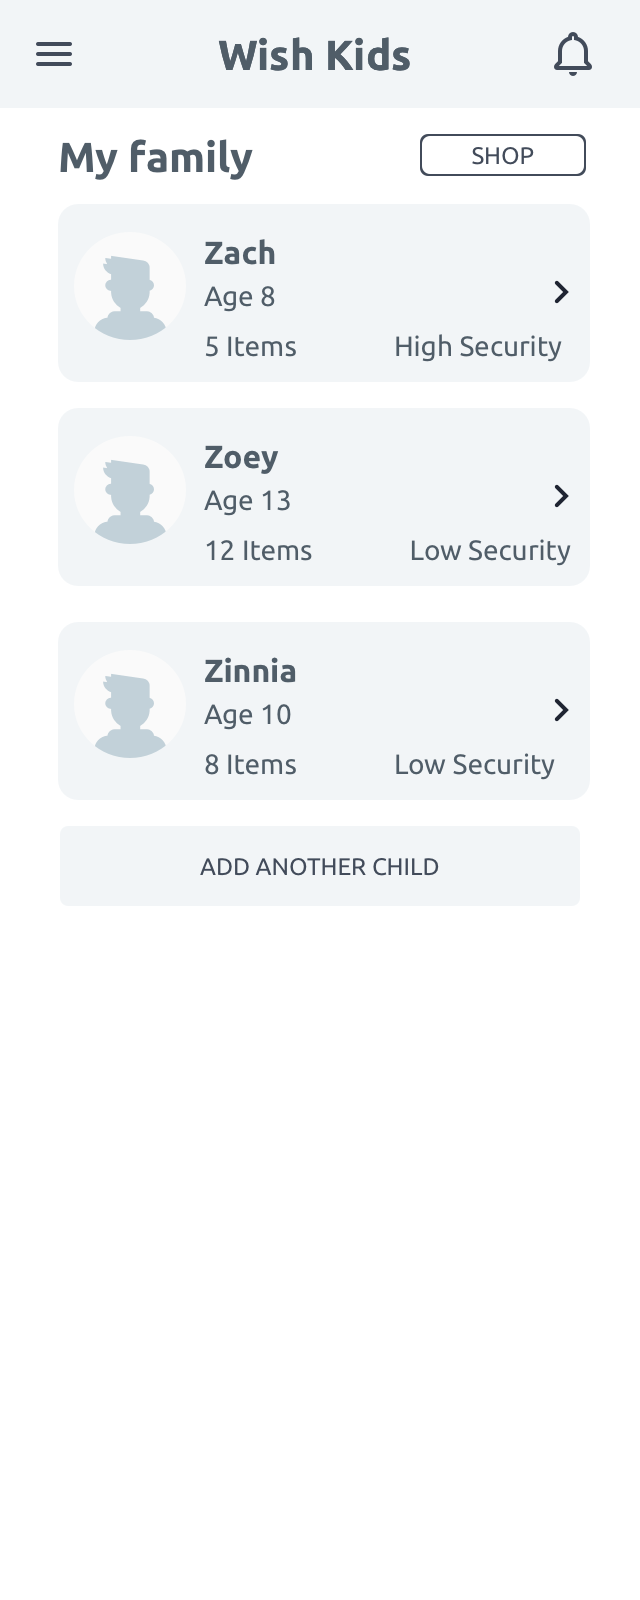 Wish Kids
My family
SHOP
Zach
Age 8
5 Items
High Security
Zoey
Age 13
12 Items
Low Security
Zinnia
Age 10
8 Items
Low Security
ADD ANOTHER CHILD